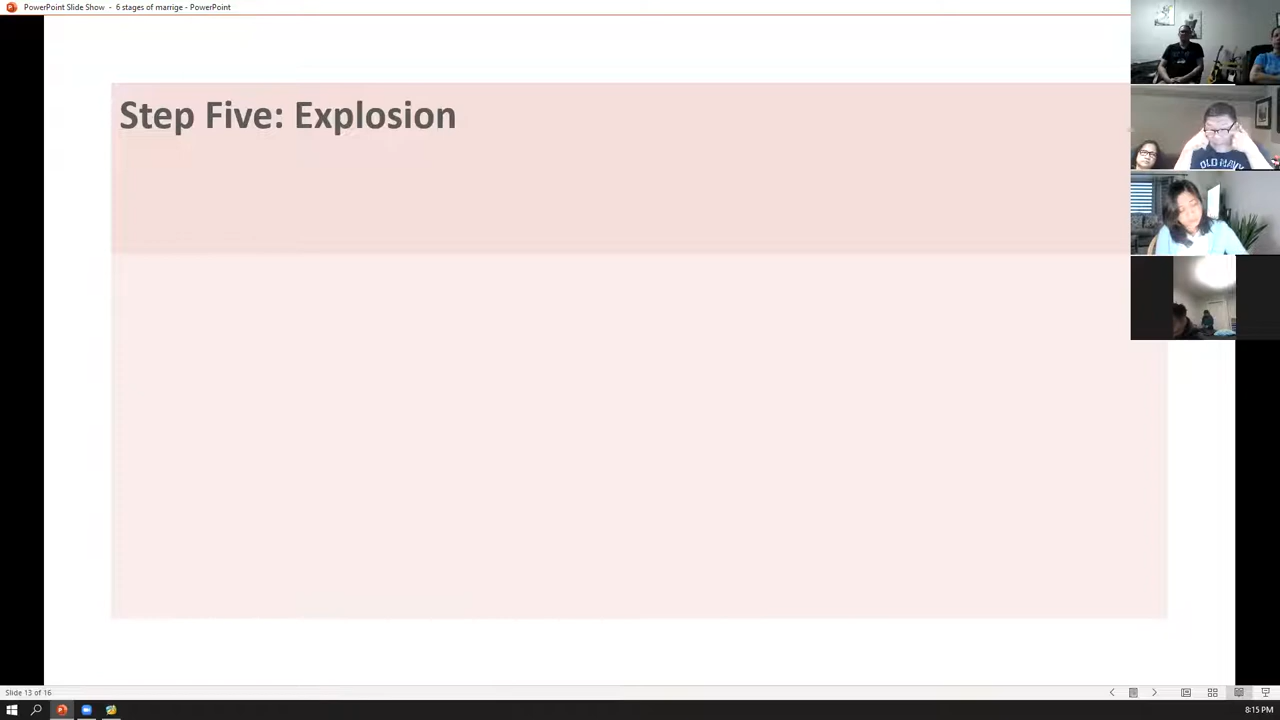 PowerPoint Slide Show - 6 stages of marrige - PowerPoint
Step Five: Explosion
OLD NAVY
Slide 13 of 16
8:15 PM